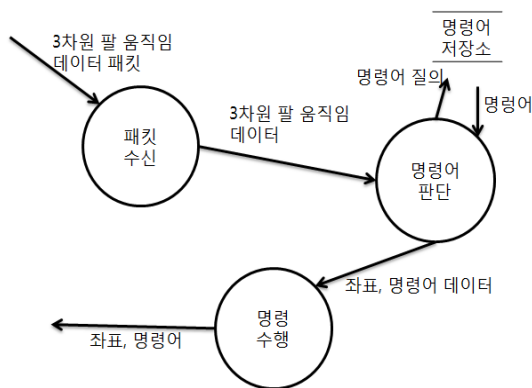 3차원 팔 움직임
데이터 패킷
명령어
저장소
명령어 질의
명렁어
3차원 팔 움직임
데이터
패킷
수신
명령어
판단
좌표, 명령어 데이터
명령
수행
좌표, 명령어